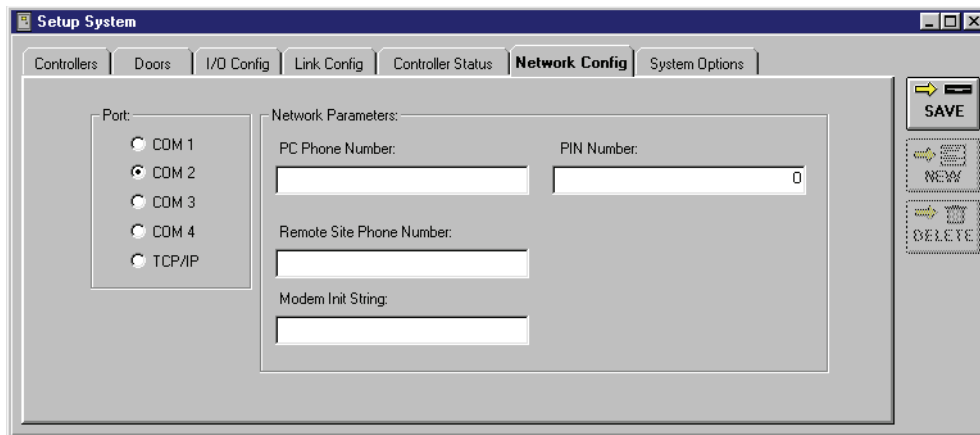 Setup System
Controllers Doors I/O Config Link Config Controller Status Network Config System Options
Port:
COM 1
COM 2
COM 3
COM 4
TCP/IP
Network Parameters:
PC Phone Number: PIN Number:
0
Remote Site Phone Number:
Modem Init String:
SAVE
NEW
DELETE